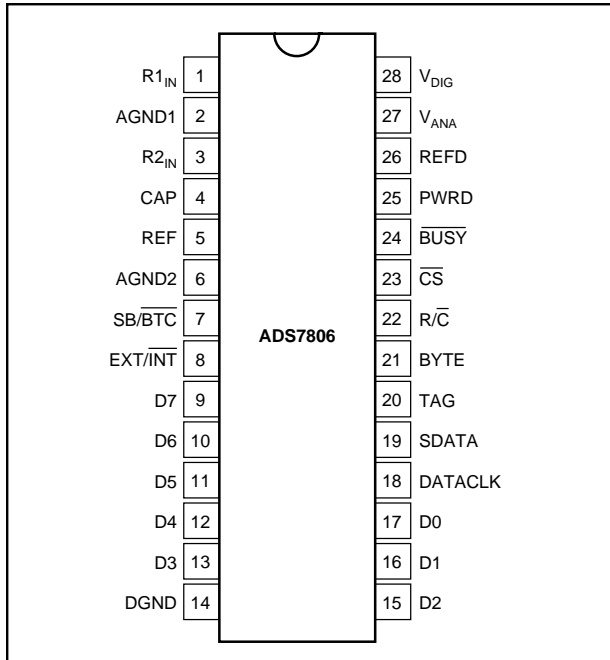 R1IN 1 28 VDIG
AGND1 2 27 VANA
R2IN 3 26 REFD
CAP 4 25 PWRD
REF 5 24 BUSY
AGND2 6 23 CS
SB/BTC 7 22 R/C
ADS7806
EXT/INT 8 21 BYTE
D7 9 20 TAG
D6 10 19 SDATA
D5 11 18 DATACLK
D4 12 17 D0
D3 13 16 D1
DGND 14 15 D2